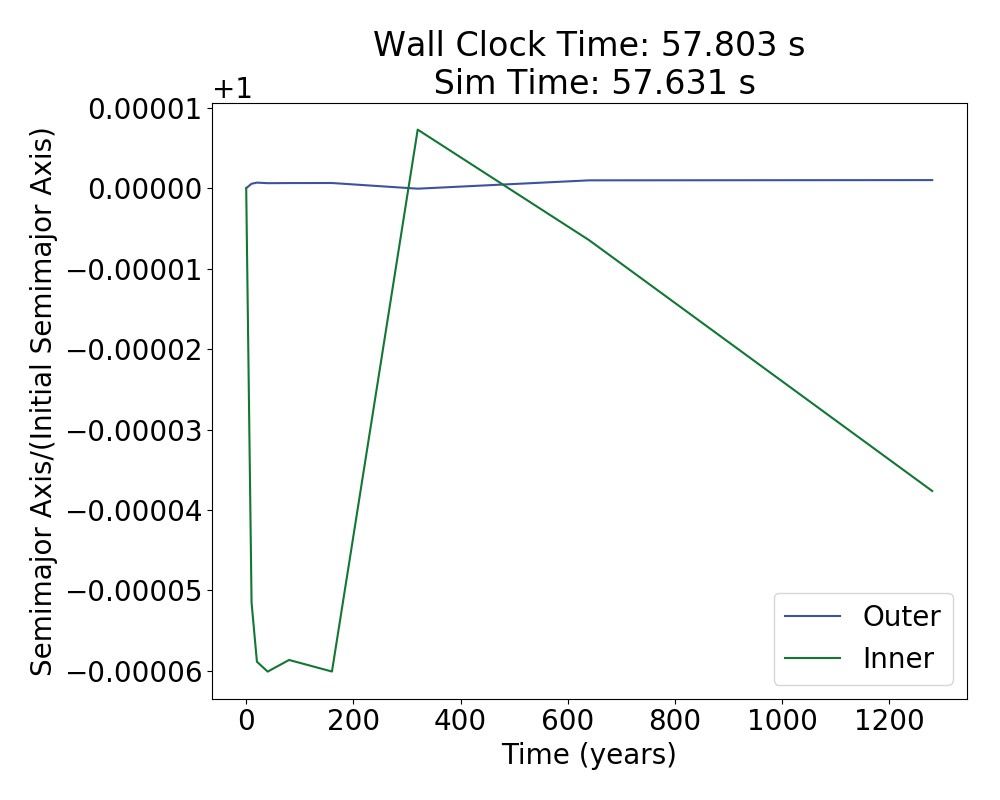 Wall Clock Time: 57.803 s
Sim Time: 57.631 s
+1
0.00001
0.00000
−0.00001
−0.00002
−0.00003
−0.00004
−0.00005
−0.00006
Semimajor Axis/(Initial Semimajor Axis)
Outer
Inner
0 200 400 600 800 1000 1200
Time (years)